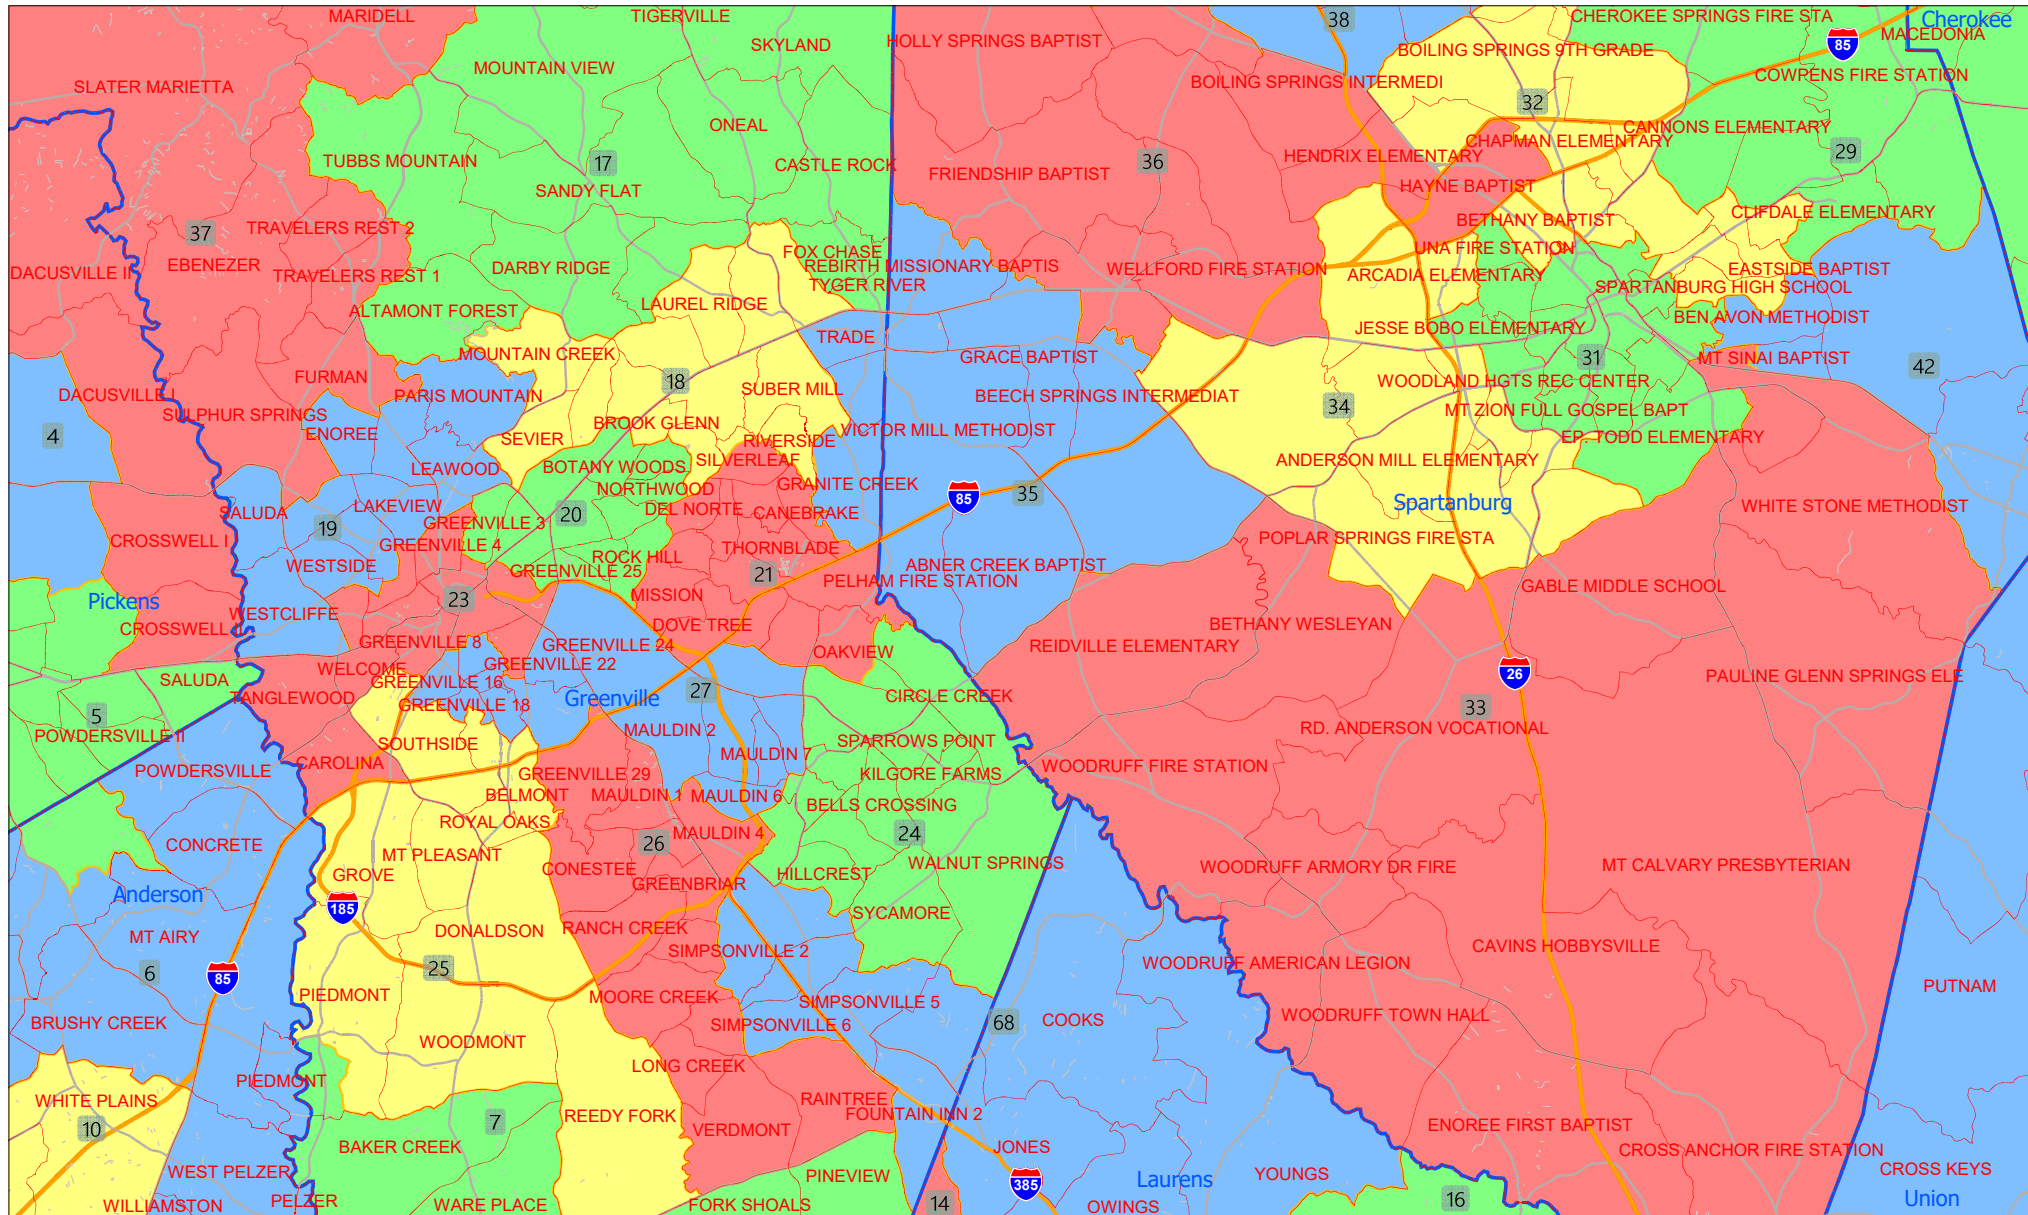 MARIDELL
TIGERVILLE
38
CHEROKEE SPRINGS FIRE STA
Cherokee
SKYLAND
HOLLY SPRINGS BAPTIST
BOILING SPRINGS 9TH GRADE
85
MACEDONIA
SLATER MARIETTA
MOUNTAIN VIEW
BOILING SPRINGS INTERMEDI
COWPENS FIRE STATION
32
ONEAL
CANNONS ELEMENTARY
CHAPMAN ELEMENTARY
TUBBS MOUNTAIN
17
CASTLE ROCK
36
HENDRIX ELEMENTARY
29
SANDY FLAT
FRIENDSHIP BAPTIST
HAYNE BAPTIST
37
TRAVELERS REST 2
BETHANY BAPTIST
CLIFDALE ELEMENTARY
EBENEZER
FOX CHASE
UNA FIRE STATION
DACUSVILLE II
TRAVELERS REST 1
DARBY RIDGE
REBIRTH MISSIONARY BAPTIS
WELLFORD FIRE STATION
ARCADIA ELEMENTARY
EASTSIDE BAPTIST
TYGER RIVER
SPARTANBURG HIGH SCHOOL
ALTAMONT FOREST
LAUREL RIDGE
BEN AVON METHODIST
TRADE
JESSE BOBO ELEMENTARY
MOUNTAIN CREEK
GRACE BAPTIST
31
MT SINAI BAPTIST
42
FURMAN
18
SUBER MILL
WOODLAND HGTS REC CENTER
DACUSVILLE I
PARIS MOUNTAIN
BEECH SPRINGS INTERMEDIAT
34
SULPHUR SPRINGS
MT ZION FULL GOSPEL BAPT
4
ENOREE
SEVIER
BROOK GLENN
RIVERSIDE
VICTOR MILL METHODIST
EP. TODD ELEMENTARY
LEAWOOD
BOTANY WOODS
SILVERLEAF
ANDERSON MILL ELEMENTARY
NORTHWOOD
GRANITE CREEK
85
35
Spartanburg
SALUDA
19
LAKEVIEW
GREENVILLE 3
20
DEL NORTE
CANEBRAKE
WHITE STONE METHODIST
CROSSWELL I
GREENVILLE 4
ROCK HILL
THORNBLADE
POPLAR SPRINGS FIRE STA
WESTSIDE
GREENVILLE 25
21
PELHAM FIRE STATION
ABNER CREEK BAPTIST
GABLE MIDDLE SCHOOL
Pickens
23
MISSION
WESTCLIFFE
DOVE TREE
BETHANY WESLEYAN
CROSSWELL II
GREENVILLE 8
GREENVILLE 24
OAKVIEW
REIDVILLE ELEMENTARY
SALUDA
WELCOME
GREENVILLE 22
26
PAULINE GLENN SPRINGS ELE
TANGLEWOOD
GREENVILLE 16
GREENVILLE 18
Greenville
27
CIRCLE CREEK
33
5
POWDERSVILLE II
SOUTHSIDE
MAULDIN 2
SPARROWS POINT
RD. ANDERSON VOCATIONAL
MAULDIN 7
POWDERSVILLE
CAROLINA
GREENVILLE 29
KILGORE FARMS
WOODRUFF FIRE STATION
BELMONT
MAULDIN 1
MAULDIN 6
BELLS CROSSING
ROYAL OAKS
MAULDIN 4
24
CONCRETE
26
MT PLEASANT
CONESTEE
WALNUT SPRINGS
WOODRUFF ARMORY DR FIRE
MT CALVARY PRESBYTERIAN
GROVE
GREENBRIAR
HILLCREST
Anderson
185
SYCAMORE
MT AIRY
DONALDSON
RANCH CREEK
SIMPSONVILLE 2
CAVINS HOBBYSVILLE
6
85
25
WOODRUFF AMERICAN LEGION
PIEDMONT
MOORE CREEK
SIMPSONVILLE 5
PUTNAM
BRUSHY CREEK
SIMPSONVILLE 6
68
COOKS
WOODRUFF TOWN HALL
WOODMONT
LONG CREEK
PIEDMONT
WHITE PLAINS
RAINTREE
10
7
REEDY FORK
VERDMONT
FOUNTAIN INN 2
ENOREE FIRST BAPTIST
BAKER CREEK
JONES
CROSS ANCHOR FIRE STATION
WEST PELZER
PINEVIEW
385
Laurens
YOUNGS
CROSS KEYS
WILLIAMSTON
PELZER
WARE PLACE
FORK SHOALS
14
OWINGS
16
Union